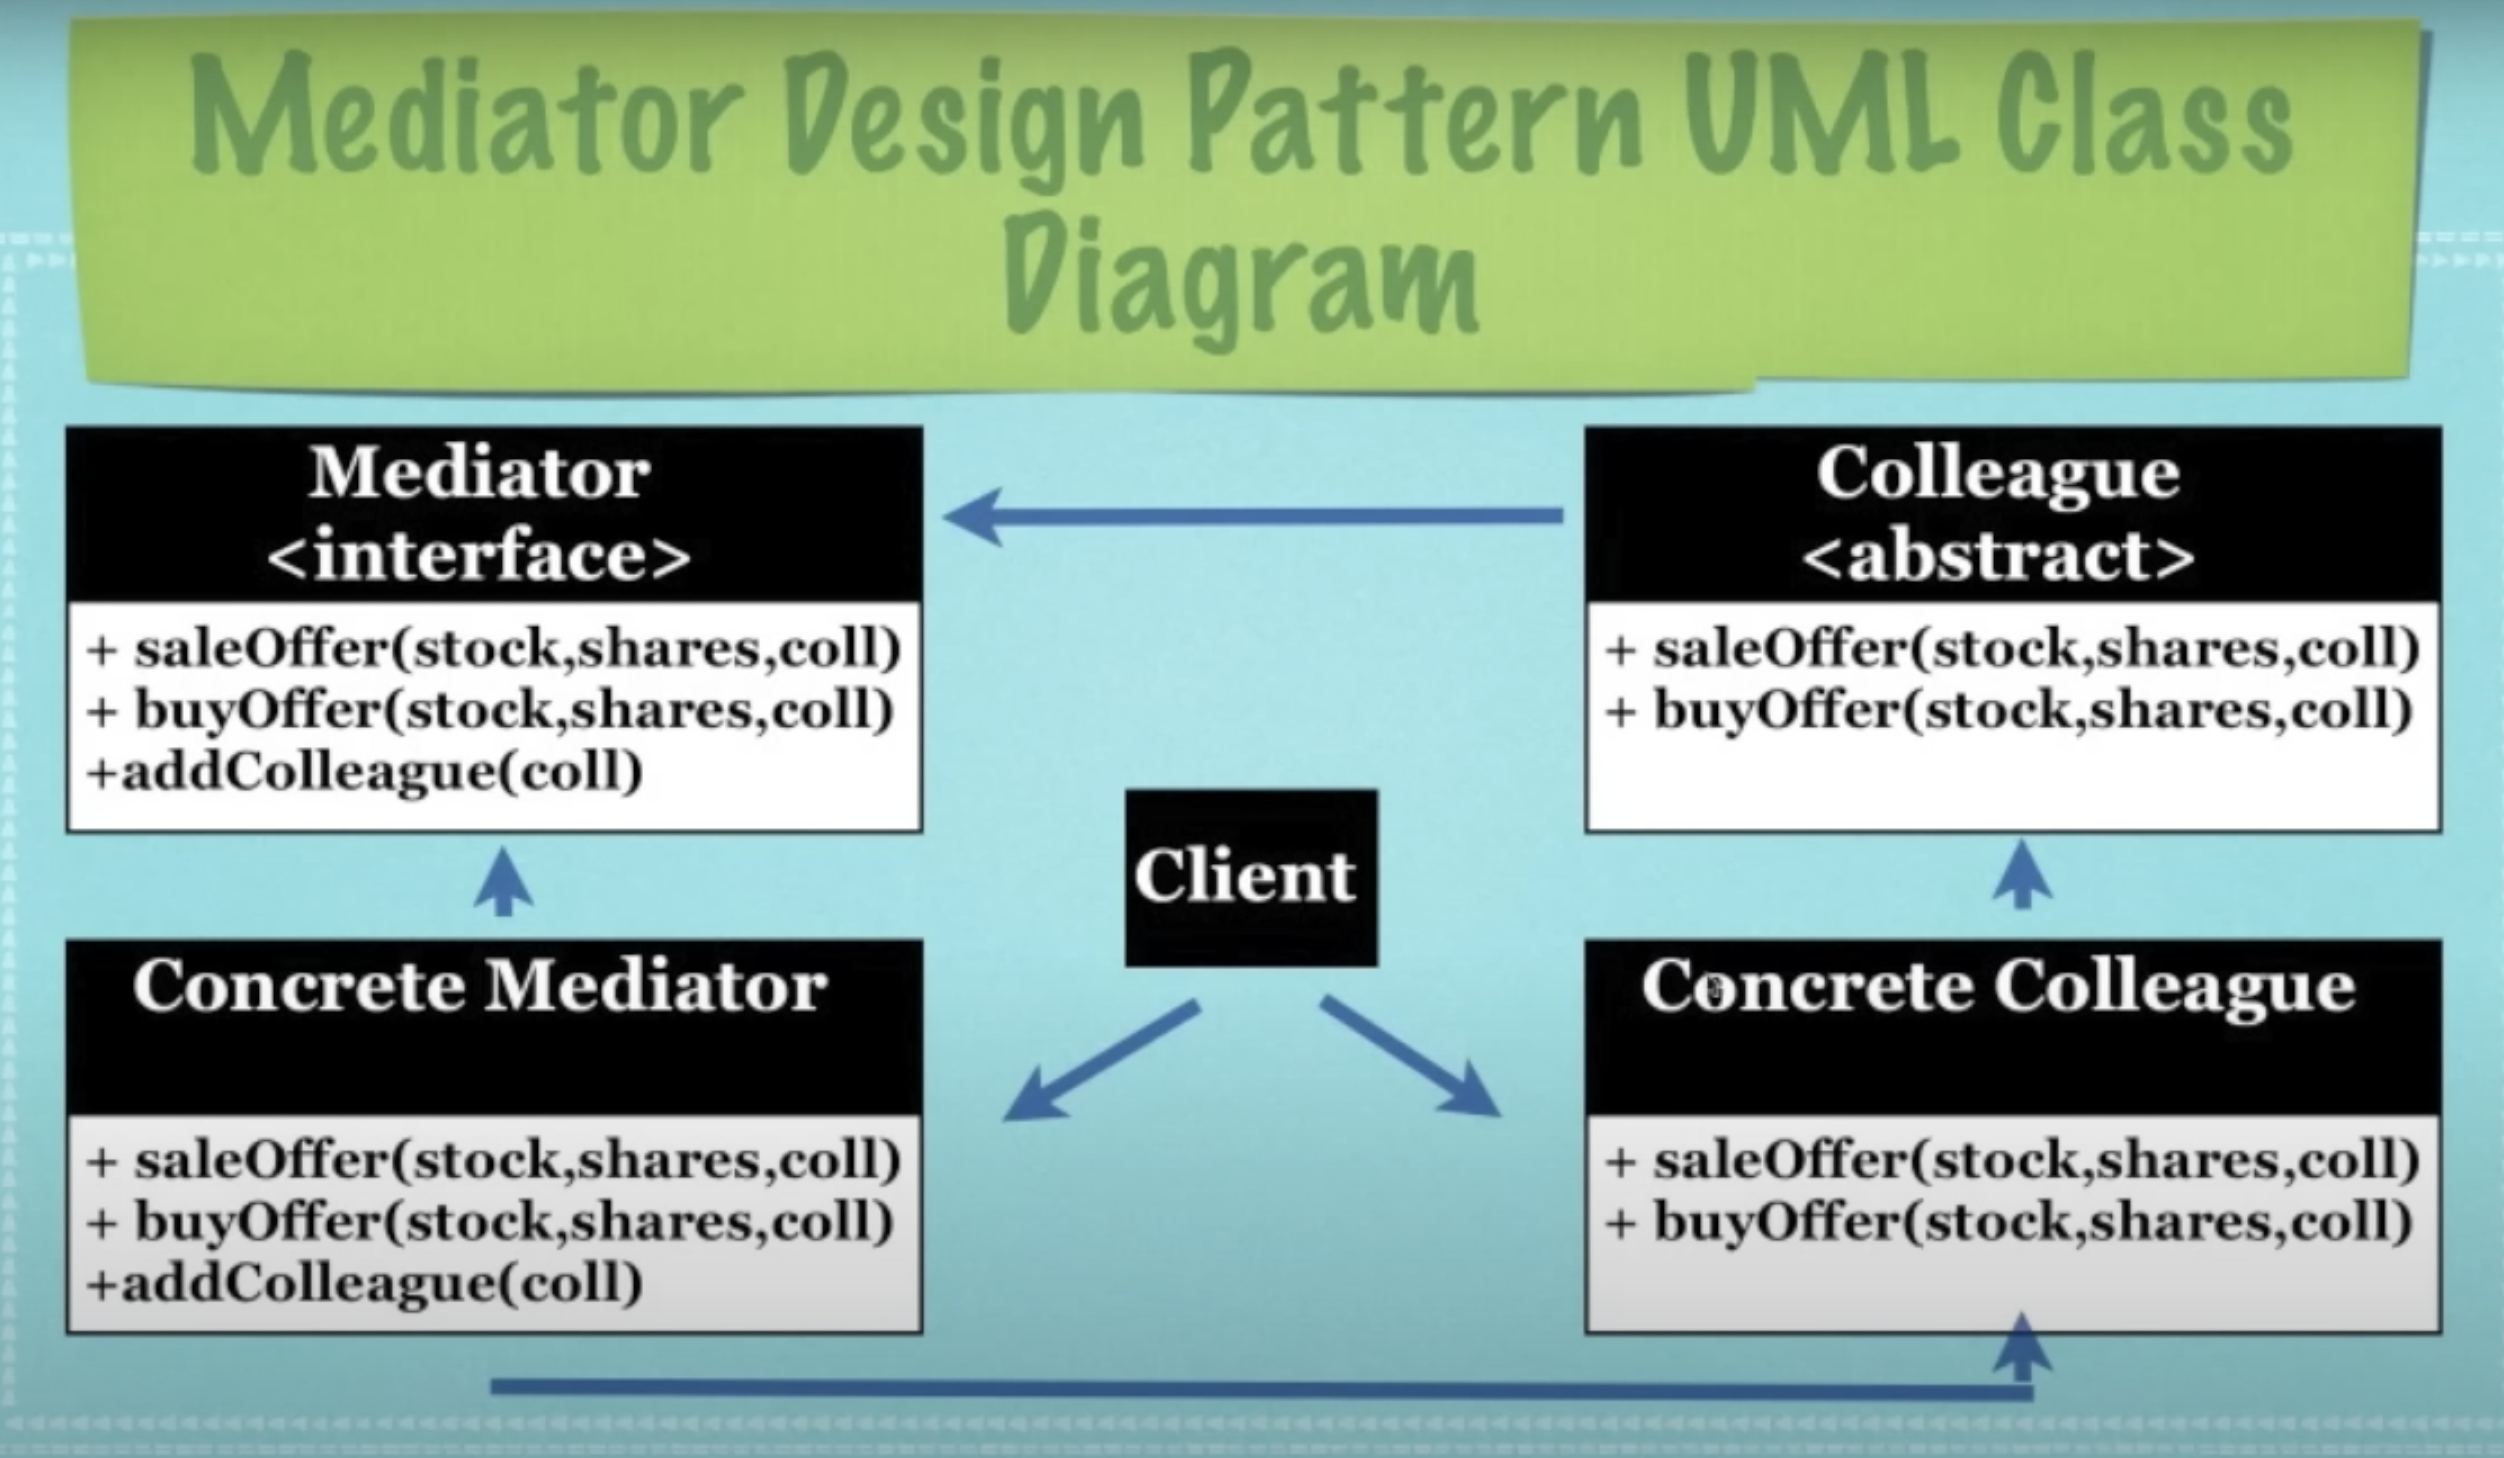 Mediator Design Pattern UML Class
Diagram
Mediator
<interface>
+ saleOffer(stock,shares,coll)
+ buyOffer(stock,shares,coll)
+addColleague(coll)
Colleague
<abstract>
+ saleOffer(stock,shares,coll)
+ buyOffer(stock,shares,coll)
Client
Concrete Mediator
+ saleOffer(stock,shares,coll)
+ buyOffer(stock,shares,coll)
+addColleague(coll)
Concrete Colleague
+ saleOffer(stock,shares,coll)
+ buyOffer(stock,shares,coll)